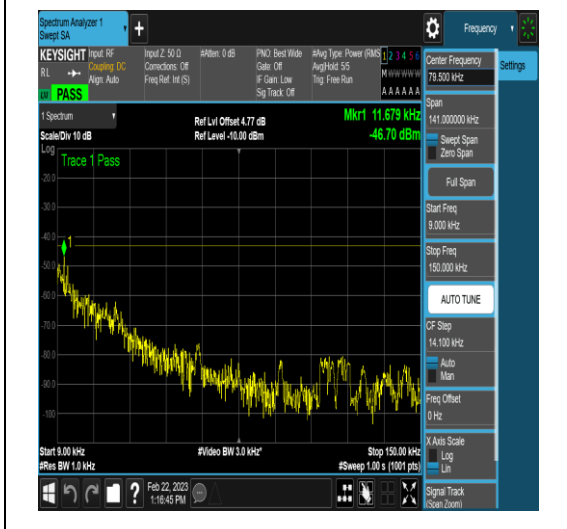 Spectrum Analyzer 1
Swept SA
+
Frequency
KEYSIGHT
RL
PASS
Input: RF
Coupling: DC
Align: Auto
Input Z: 50 Ω
Corrections: Off
Freq Ref: Int (S)
#Atten: 0 dB
PNO: Best Wide
Gate: Off
IF Gain: Low
Sig Track: Off
#Avg Type: Power (RMS
Avg|Hold: 5/5
Trig: Free Run
1 2 3 4 5 6
M W W W W W
A A A A A A
1 Spectrum
Scale/Div 10 dB
Ref Lvl Offset 4.77 dB
Ref Level -10.00 dBm
Mkr1 11.679 kHz
-46.70 dBm
Log
Trace 1 Pass
1
-20.0
-30.0
-40.0
-50.0
-60.0
-70.0
-80.0
-90.0
-100
Start 9.00 kHz
#Res BW 1.0 kHz
#Video BW 3.0 kHz*
Stop 150.00 kHz
#Sweep 1.00 s (1001 pts)
?
Feb 22, 2023
1:16:45 PM
Center Frequency
79.500 kHz
Settings
Span
141.000000 kHz
Swept Span
Zero Span
Full Span
Start Freq
9.000 kHz
Stop Freq
150.000 kHz
AUTO TUNE
CF Step
14.100 kHz
Auto
Man
Freq Offset
0 Hz
X Axis Scale
Log
Lin
Signal Track
(Span Zoom)